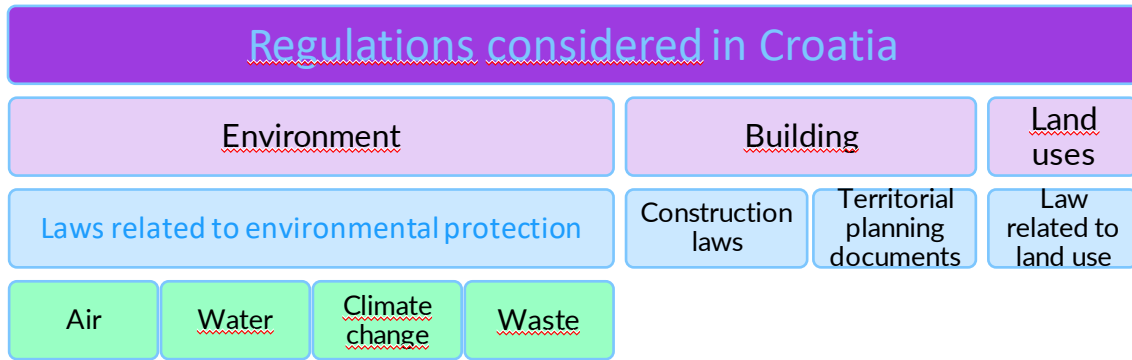 Regulations considered in Croatia
Environment
Building
Land
uses
Laws related to environmental protection
Construction
laws
Territorial
planning
documents
Law
related to
land use
Air
Water
Climate
change
Waste